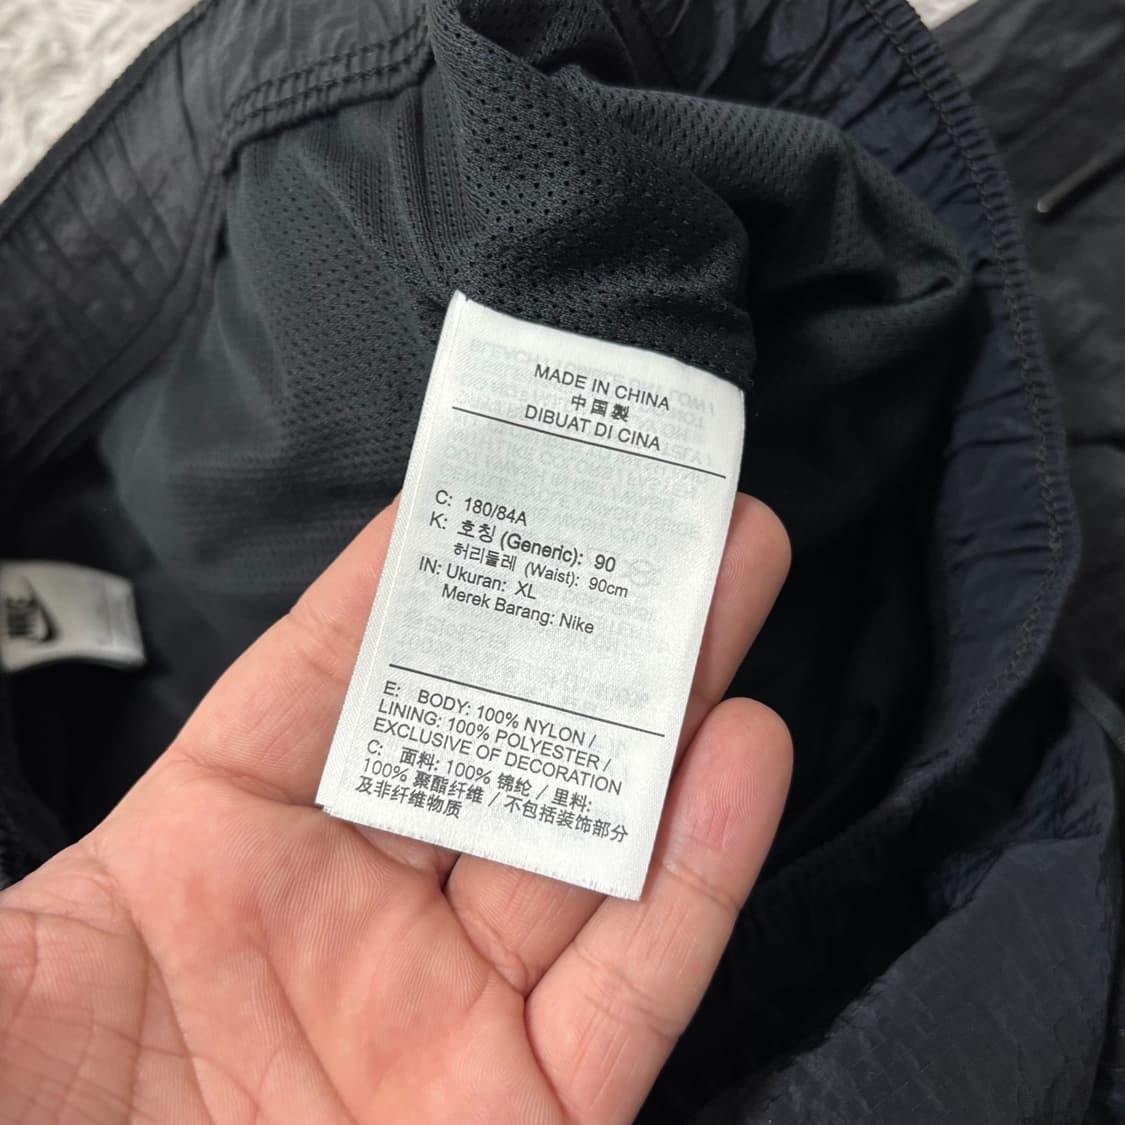 MADE IN CHINA
中国製
DIBUAT DI CINA
C: 180/84A
K: 호칭 (Generic): 90
허리둘레 (Waist): 90cm
IN: Ukuran: XL
Merek Barang: Nike
E: BODY: 100% NYLON /
LINING: 100% POLYESTER /
EXCLUSIVE OF DECORATION
C: 面料: 100% 锦纶 / 里料:
100% 聚酯纤维 / 不包括装饰部分
及非纤维物质
NIKE